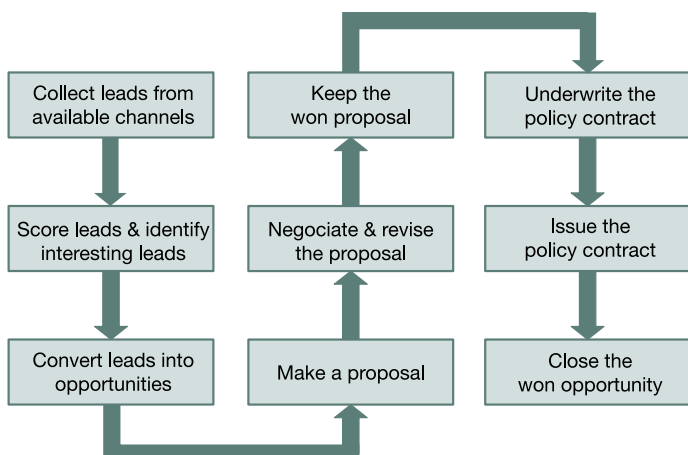 Collect leads from
available channels
Score leads & identify
interesting leads
Convert leads into
opportunities
Make a proposal
Negociate & revise
the proposal
Keep the
won proposal
Underwrite the
policy contract
Issue the
policy contract
Close the
won opportunity